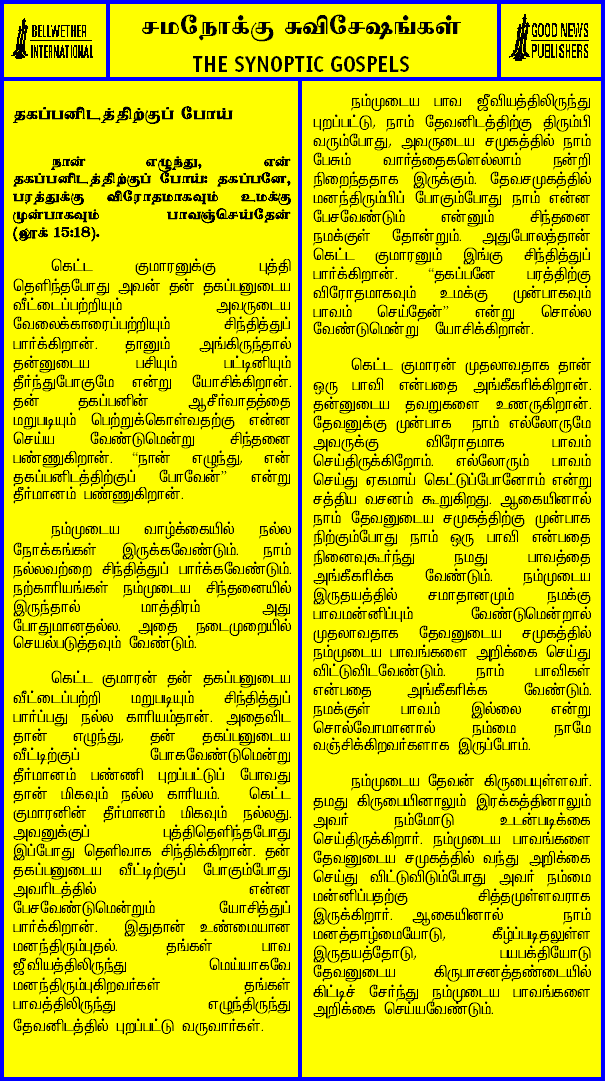 BELLWETHER
INTERNATIONAL
சமநோக்கு சுவிசேஷங்கள்
THE SYNOPTIC GOSPELS
GOOD NEWS
PUBLISHERS
தகப்பனிடத்திற்குப் போய்
நான் எழுந்து, என்
தகப்பனிடத்திற்குப் போய்: தகப்பனே,
பரத்துக்கு விரோதமாகவும் உமக்கு
முன்பாகவும் பாவஞ்செய்தேன்
(லூக் 15:18).
கெட்ட குமாரனுக்கு புத்தி
தெளிந்தபோது அவன் தன் தகப்பனுடைய
வீட்டைப்பற்றியும் அவருடைய
வேலைக்காரைப்பற்றியும் சிந்தித்துப்
பார்க்கிறான். தானும் அங்கிருந்தால்
தன்னுடைய பசியும் பட்டினியும்
தீர்ந்துபோகுமே என்று யோசிக்கிறான்.
தன் தகப்பனின் ஆசீர்வாதத்தை
மறுபடியும் பெற்றுக்கொள்வதற்கு என்ன
செய்ய வேண்டுமென்று சிந்தனை
பண்ணுகிறான். “நான் எழுந்து, என்
தகப்பனிடத்திற்குப் போவேன்” என்று
தீர்மானம் பண்ணுகிறான்.
நம்முடைய வாழ்க்கையில் நல்ல
நோக்கங்கள் இருக்கவேண்டும். நாம்
நல்லவற்றை சிந்தித்துப் பார்க்கவேண்டும்.
நற்காரியங்கள் நம்முடைய சிந்தனையில்
இருந்தால் மாத்திரம் அது
போதுமானதல்ல. அதை நடைமுறையில்
செயல்படுத்தவும் வேண்டும்.
கெட்ட குமாரன் தன் தகப்பனுடைய
வீட்டைப்பற்றி மறுபடியும் சிந்தித்துப்
பார்ப்பது நல்ல காரியம்தான். அதைவிட
தான் எழுந்து, தன் தகப்பனுடைய
வீட்டிற்குப் போகவேண்டுமென்று
தீர்மானம் பண்ணி புறப்பட்டுப் போவது
தான் மிகவும் நல்ல காரியம். கெட்ட
குமாரனின் தீர்மானம் மிகவும் நல்லது.
அவனுக்குப் புத்திதெளிந்தபோது
இப்போது தெளிவாக சிந்திக்கிறான். தன்
தகப்பனுடைய வீட்டிற்குப் போகும்போது
அவரிடத்தில் என்ன
பேசவேண்டுமென்றும் யோசித்துப்
பார்க்கிறான். இதுதான் உண்மையான
மனந்திரும்புதல். தங்கள் பாவ
ஜீவியத்திலிருந்து மெய்யாகவே
மனந்திரும்புகிறவர்கள் தங்கள்
பாவத்திலிருந்து எழுந்திருந்து
தேவனிடத்தில் புறப்பட்டு வருவார்கள்.
நம்முடைய பாவ ஜீவியத்திலிருந்து
புறப்பட்டு, நாம் தேவனிடத்திற்கு திரும்பி
வரும்போது, அவருடைய சமுகத்தில் நாம்
பேசும் வார்த்தைகளெல்லாம் நன்றி
நிறைந்ததாக இருக்கும். தேவசமுகத்தில்
மனந்திரும்பிப் போகும்போது நாம் என்ன
பேசவேண்டும் என்னும் சிந்தனை
நமக்குள் தோன்றும். அதுபோலத்தான்
கெட்ட குமாரனும் இங்கு சிந்தித்துப்
பார்க்கிறான். “தகப்பனே பரத்திற்கு
விரோதமாகவும் உமக்கு முன்பாகவும்
பாவம் செய்தேன்” என்று சொல்ல
வேண்டுமென்று யோசிக்கிறான்.
கெட்ட குமாரன் முதலாவதாக தான்
ஒரு பாவி என்பதை அங்கீகரிக்கிறான்.
தன்னுடைய தவறுகளை உணருகிறான்.
தேவனுக்கு முன்பாக நாம் எல்லோருமே
அவருக்கு விரோதமாக பாவம்
செய்திருக்கிறோம். எல்லோரும் பாவம்
செய்து ஏகமாய் கெட்டுப்போனோம் என்று
சத்திய வசனம் கூறுகிறது. ஆகையினால்
நாம் தேவனுடைய சமுகத்திற்கு முன்பாக
நிற்கும்போது நாம் ஒரு பாவி என்பதை
நினைவுகூர்ந்து நமது பாவத்தை
அங்கீகரிக்க வேண்டும். நம்முடைய
இருதயத்தில் சமாதானமும் நமக்கு
பாவமன்னிப்பும் வேண்டுமென்றால்
முதலாவதாக தேவனுடைய சமுகத்தில்
நம்முடைய பாவங்களை அறிக்கை செய்து
விட்டுவிடவேண்டும். நாம் பாவிகள்
என்பதை அங்கீகரிக்க வேண்டும்.
நமக்குள் பாவம் இல்லை என்று
சொல்வோமானால் நம்மை நாமே
வஞ்சிக்கிறவர்களாக இருப்போம்.
நம்முடைய தேவன் கிருபையுள்ளவர்.
தமது கிருபையினாலும் இரக்கத்தினாலும்
அவர் நம்மோடு உடன்படிக்கை
செய்திருக்கிறார். நம்முடைய பாவங்களை
தேவனுடைய சமுகத்தில் வந்து அறிக்கை
செய்து விட்டுவிடும்போது அவர் நம்மை
மன்னிப்பதற்கு சித்தமுள்ளவராக
இருக்கிறார். ஆகையினால் நாம்
மனத்தாழ்மையோடு, கீழ்ப்படிதலுள்ள
இருதயத்தோடு, பயபக்தியோடு
தேவனுடைய கிருபாசனத்தண்டையில்
கிட்டிச் சேர்ந்து நம்முடைய பாவங்களை
அறிக்கை செய்யவேண்டும்.